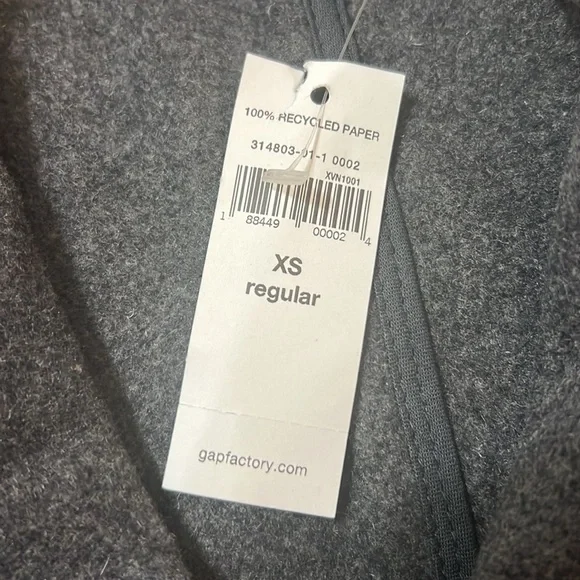 100% RECYCLED PAPER
314803-01-1 0002
XVN1001
1 88449 00002 4
XS
regular
gapfactory.com